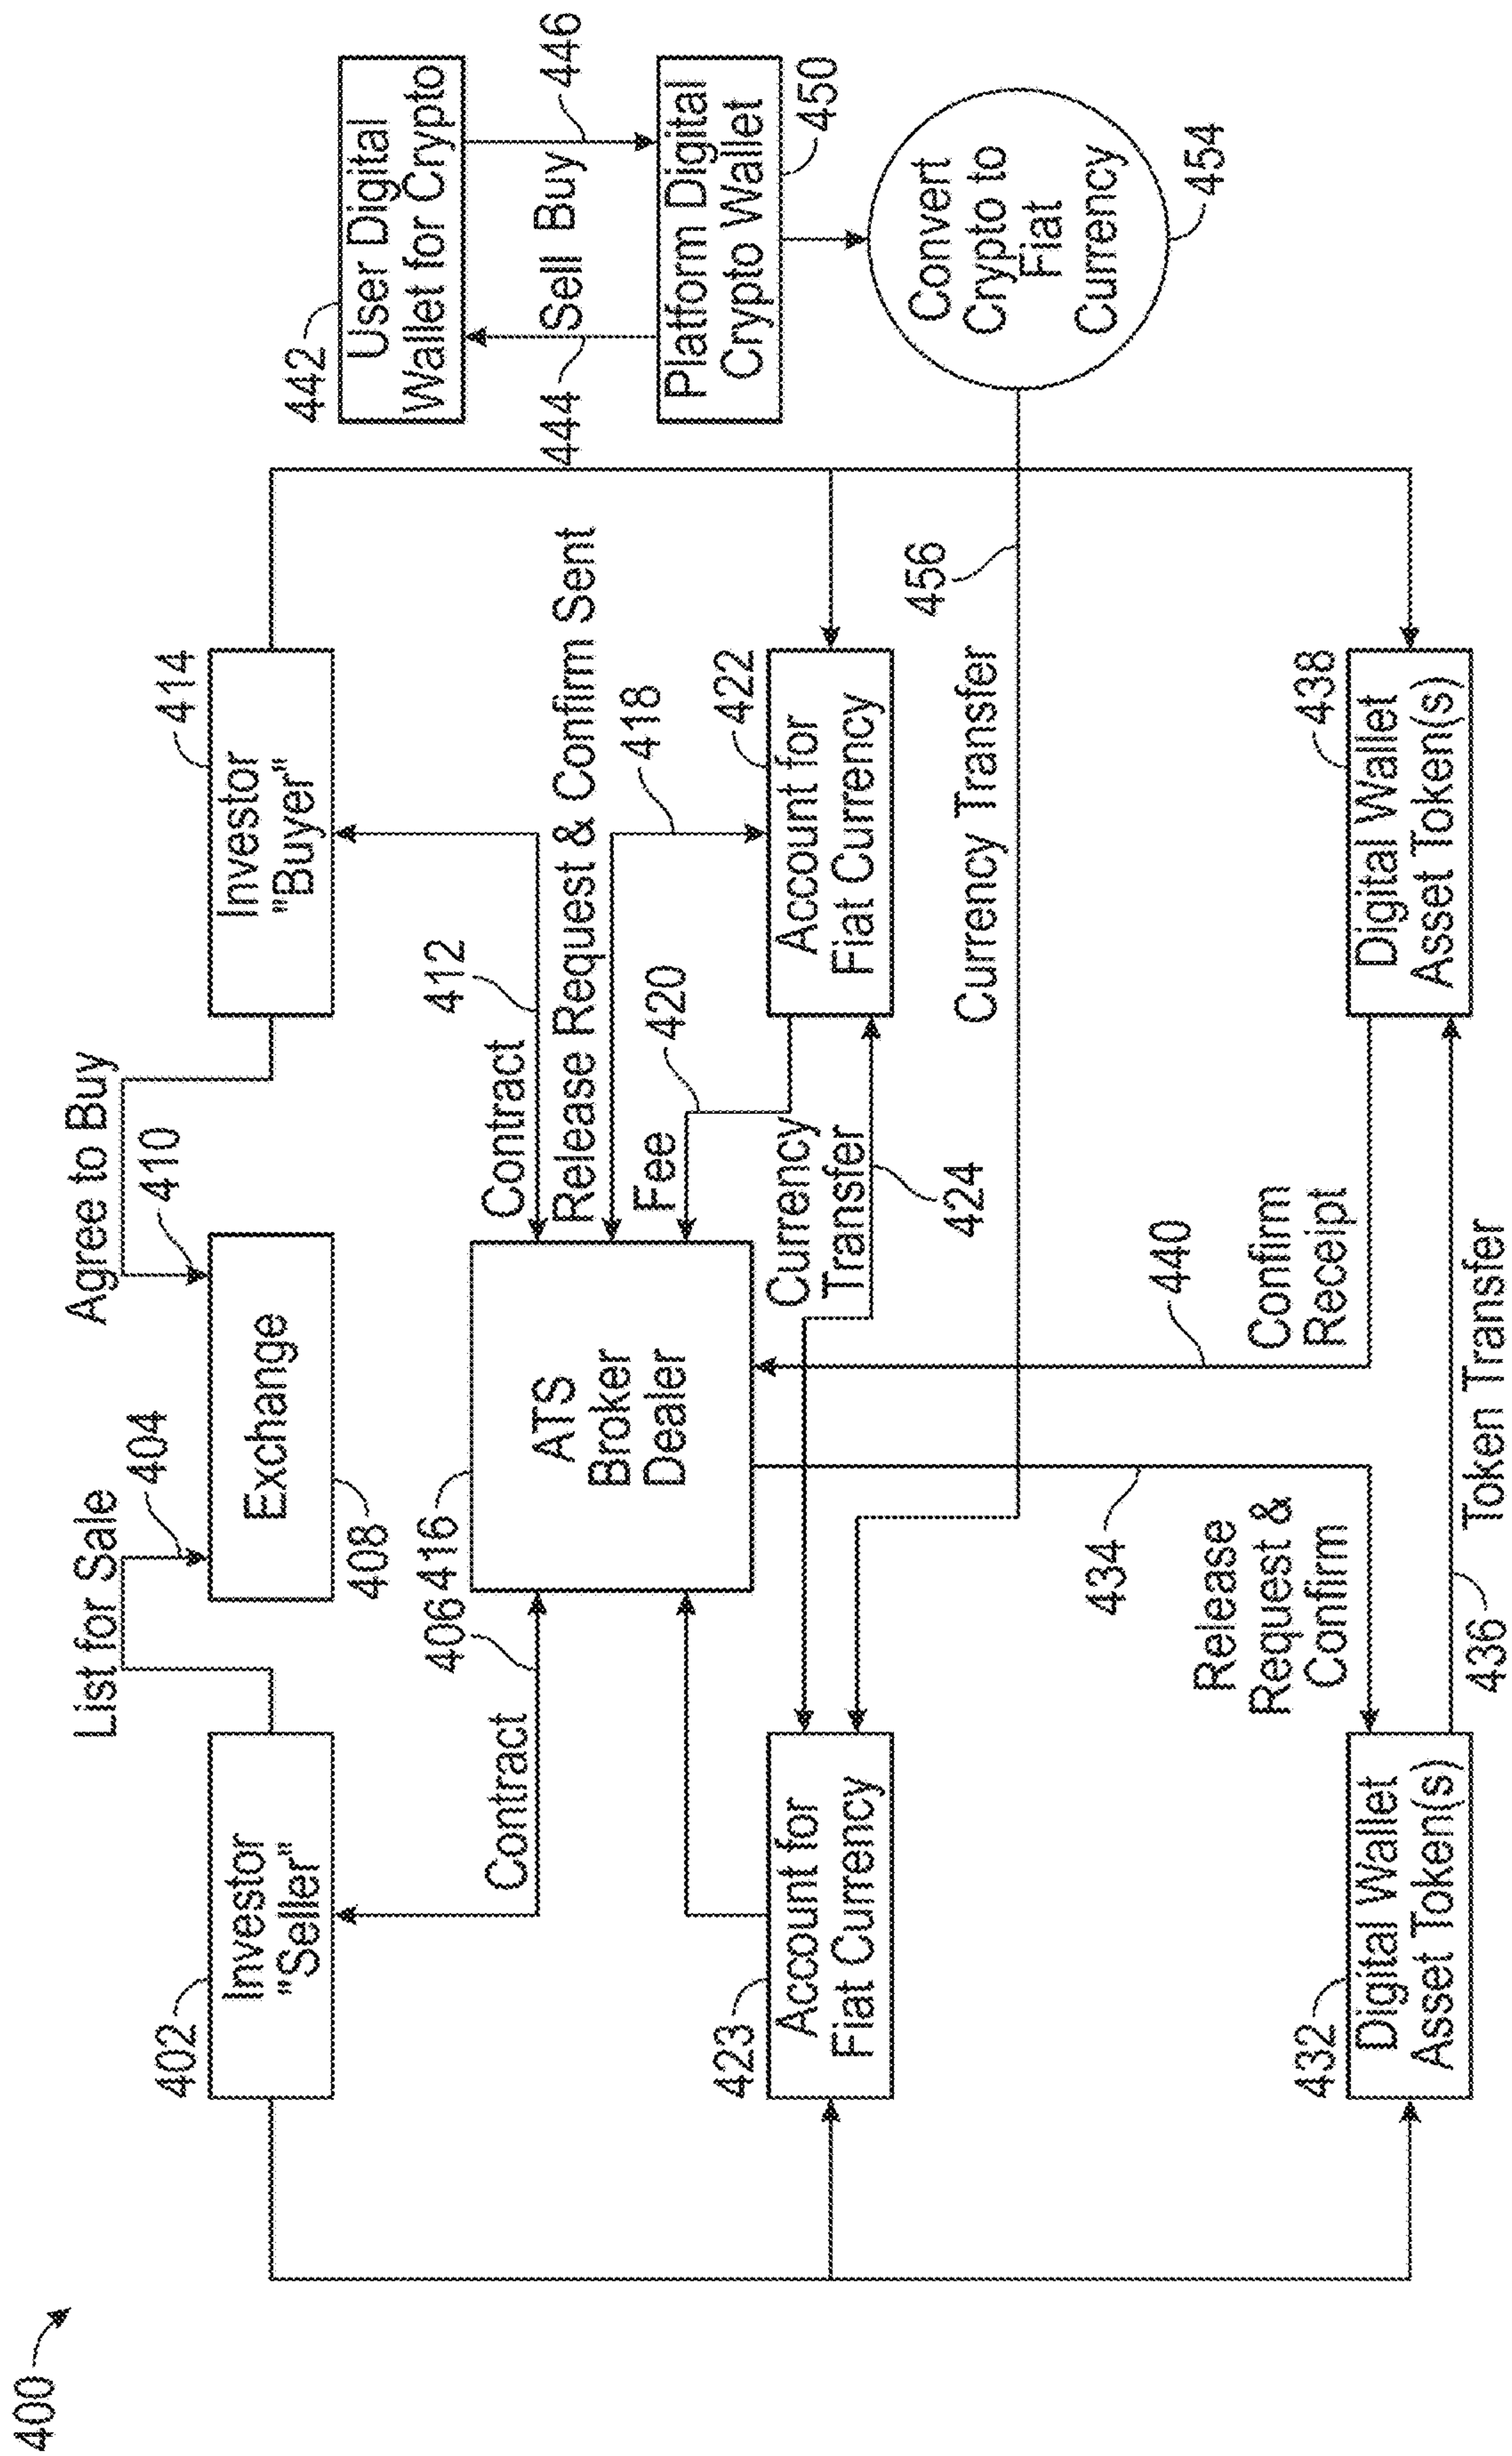 400
List for Sale
Agree to Buy
404
410
402
Investor
"Seller"
Exchange
408
414
Investor
"Buyer"
442
User Digital
Wallet for Crypto
444
Sell
Buy
446
Platform Digital
Crypto Wallet
450
Convert
Crypto to
Fiat
Currency
454
Contract
406
416
ATS
Broker
Dealer
Contract
412
Release Request & Confirm Sent
418
Fee
420
423
Account for
Fiat Currency
Currency
Transfer
424
422
Account for
Fiat Currency
Currency Transfer
456
434
Release
Request &
Confirm
440
Confirm
Receipt
432
Digital Wallet
Asset Token(s)
436
Token Transfer
438
Digital Wallet
Asset Token(s)